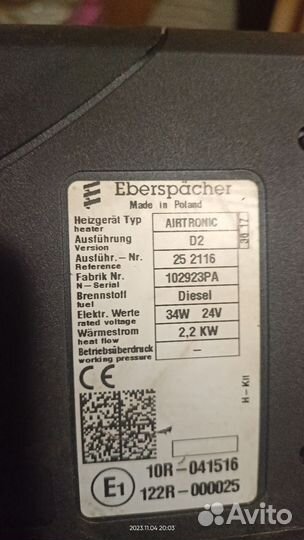 Eberspächer
Made in Poland
Heizgerät Typ AIRTRONIC
heater
Ausführung D2
Version
Ausführ.-Nr. 25 2116
Reference
Fabrik Nr 102923PA
N-Serial
Brennstoff Diesel
fuel
Elektr. Werte 34W 24V
rated voltage
Wärmestrom 2,2 KW
heat flow
Betriebsüberdruck –
working pressure
CE
H-KII
E1
10R-041516
122R-000025
2023.11.04 20:03
Avito